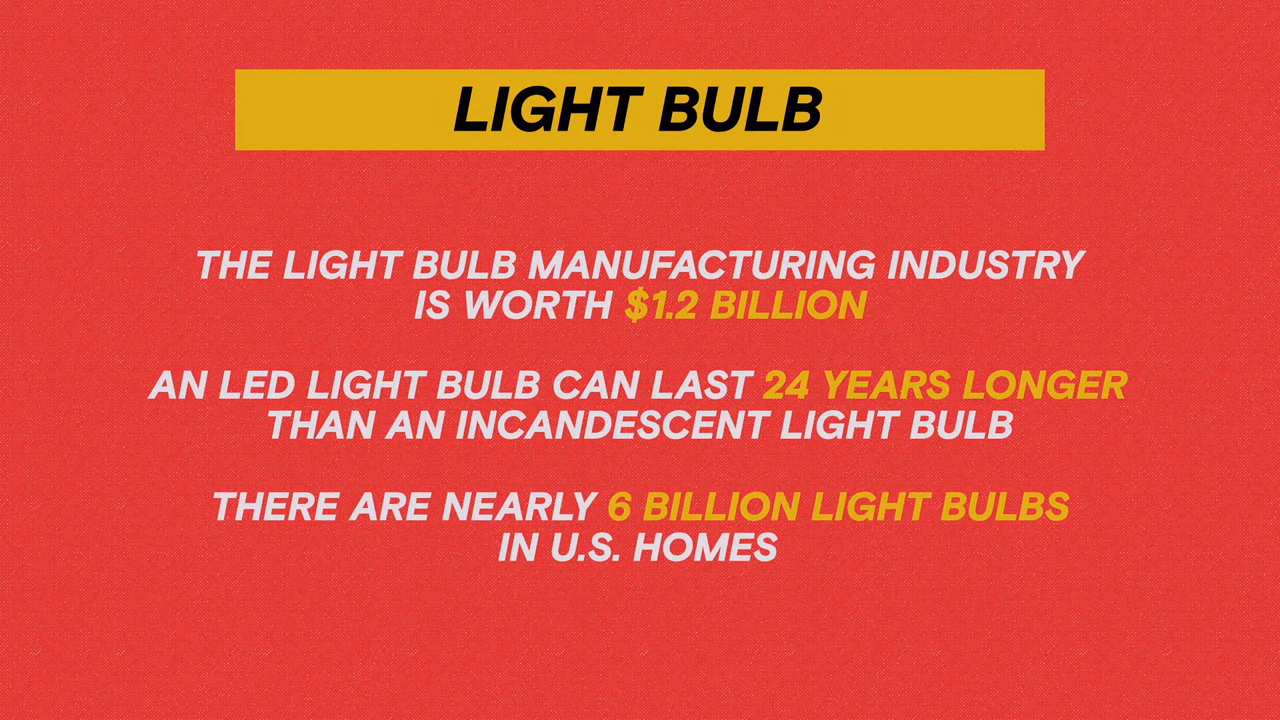 LIGHT BULB
THE LIGHT BULB MANUFACTURING INDUSTRY
IS WORTH $1.2 BILLION
AN LED LIGHT BULB CAN LAST 24 YEARS LONGER
THAN AN INCANDESCENT LIGHT BULB
THERE ARE NEARLY 6 BILLION LIGHT BULBS
IN U.S. HOMES